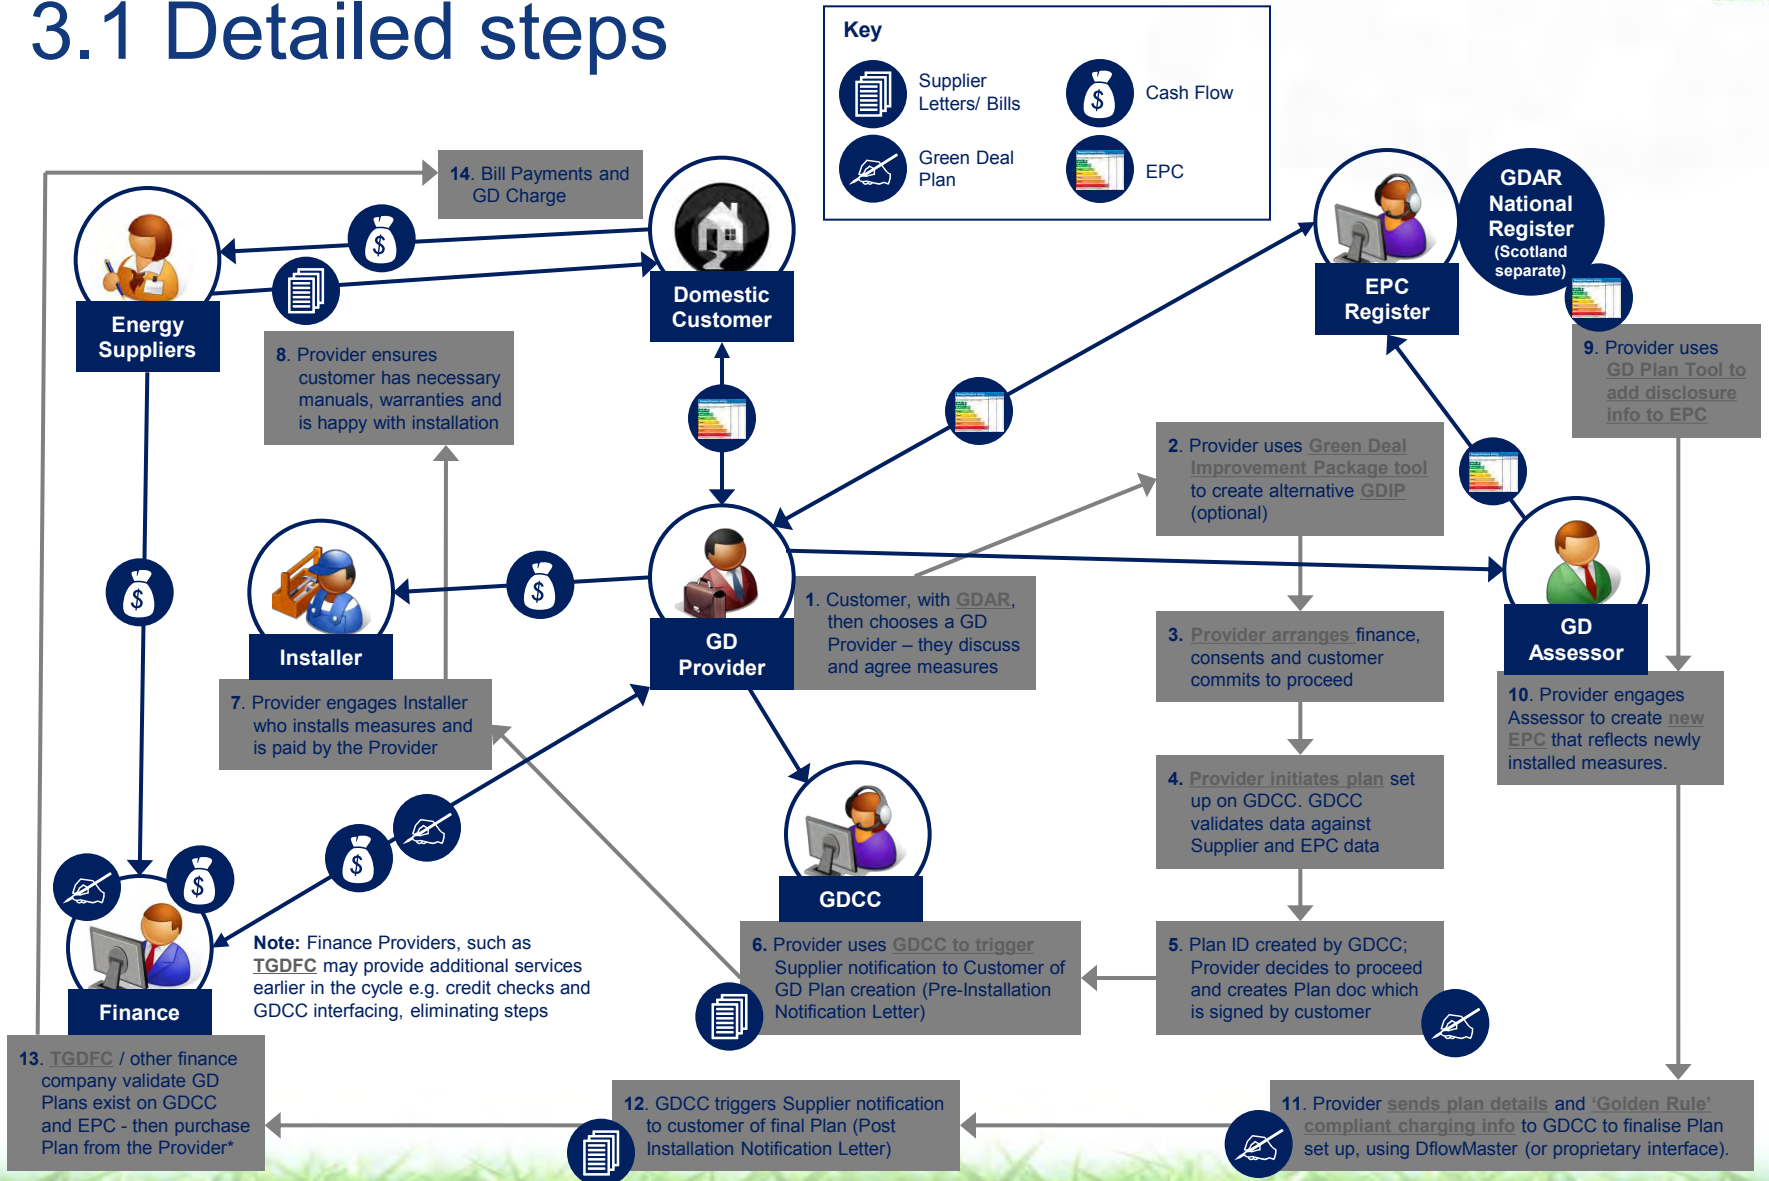 3.1 Detailed steps
Key
Supplier
Letters/ Bills
Cash Flow
Green Deal
Plan
EPC
14. Bill Payments and
GD Charge
Energy
Suppliers
Domestic
Customer
EPC
Register
GDAR
National
Register
(Scotland
separate)
8. Provider ensures
customer has necessary
manuals, warranties and
is happy with installation
9. Provider uses
GD Plan Tool to
add disclosure
info to EPC
2. Provider uses Green Deal
Improvement Package tool
to create alternative GDIP
(optional)
Installer
GD
Provider
1. Customer, with GDAR,
then chooses a GD
Provider – they discuss
and agree measures
3. Provider arranges finance,
consents and customer
commits to proceed
GD
Assessor
7. Provider engages Installer
who installs measures and
is paid by the Provider
10. Provider engages
Assessor to create new
EPC that reflects newly
installed measures.
4. Provider initiates plan set
up on GDCC. GDCC
validates data against
Supplier and EPC data
GDCC
6. Provider uses GDCC to trigger
Supplier notification to Customer of
GD Plan creation (Pre-Installation
Notification Letter)
5. Plan ID created by GDCC;
Provider decides to proceed
and creates Plan doc which
is signed by customer
Finance
Note: Finance Providers, such as
TGDFC may provide additional services
earlier in the cycle e.g. credit checks and
GDCC interfacing, eliminating steps
13. TGDFC / other finance
company validate GD
Plans exist on GDCC
and EPC - then purchase
Plan from the Provider*
12. GDCC triggers Supplier notification
to customer of final Plan (Post
Installation Notification Letter)
11. Provider sends plan details and ‘Golden Rule’
compliant charging info to GDCC to finalise Plan
set up, using DflowMaster (or proprietary interface).